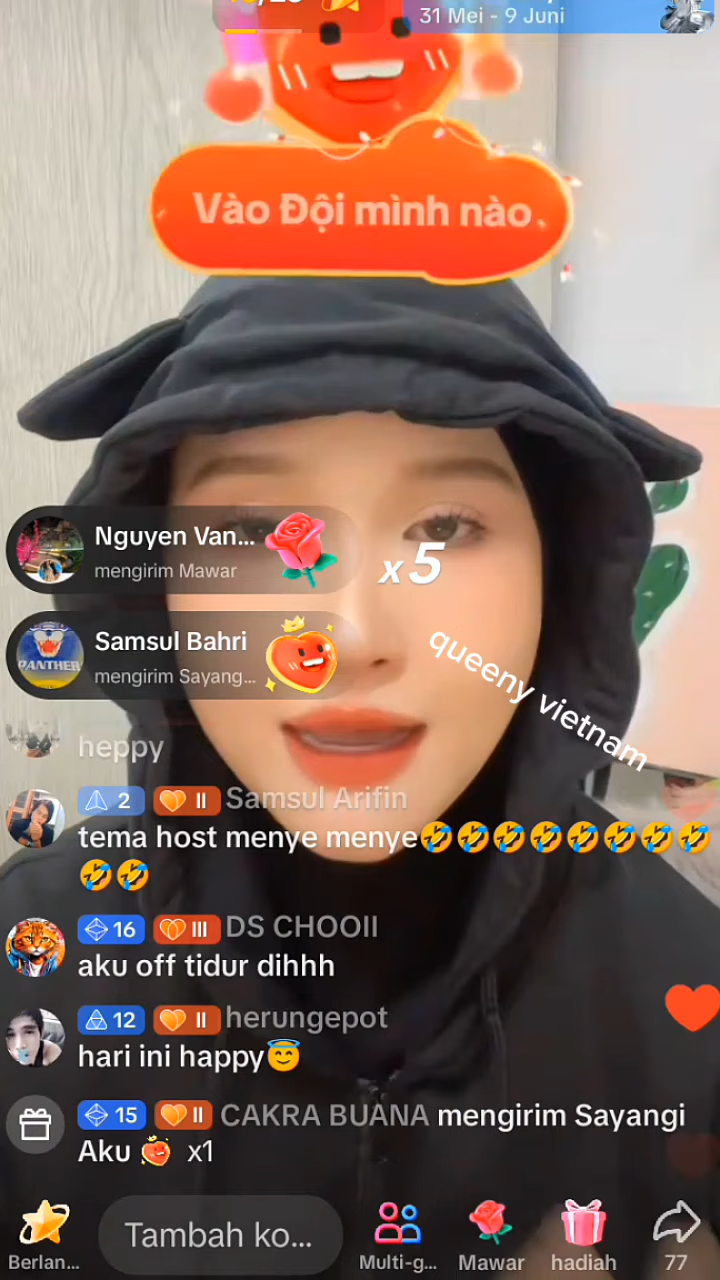 31 Mei - 9 Juni
Vào Đội mình nào
Nguyen Van...
mengirim Mawar
x5
Samsul Bahri
PANTHER
mengirim Sayang...
queeny vietnam
heppy
2 II Samsul Arifin
tema host menye menye🤣🤣🤣🤣🤣🤣🤣🤣
🤣🤣
16 III DS CHOOII
aku off tidur dihhh
12 II herungepot
hari ini happy😇
15 II CAKRA BUANA mengirim Sayangi
Aku x1
Berlan...
Tambah ko...
Multi-g...
Mawar
hadiah
77